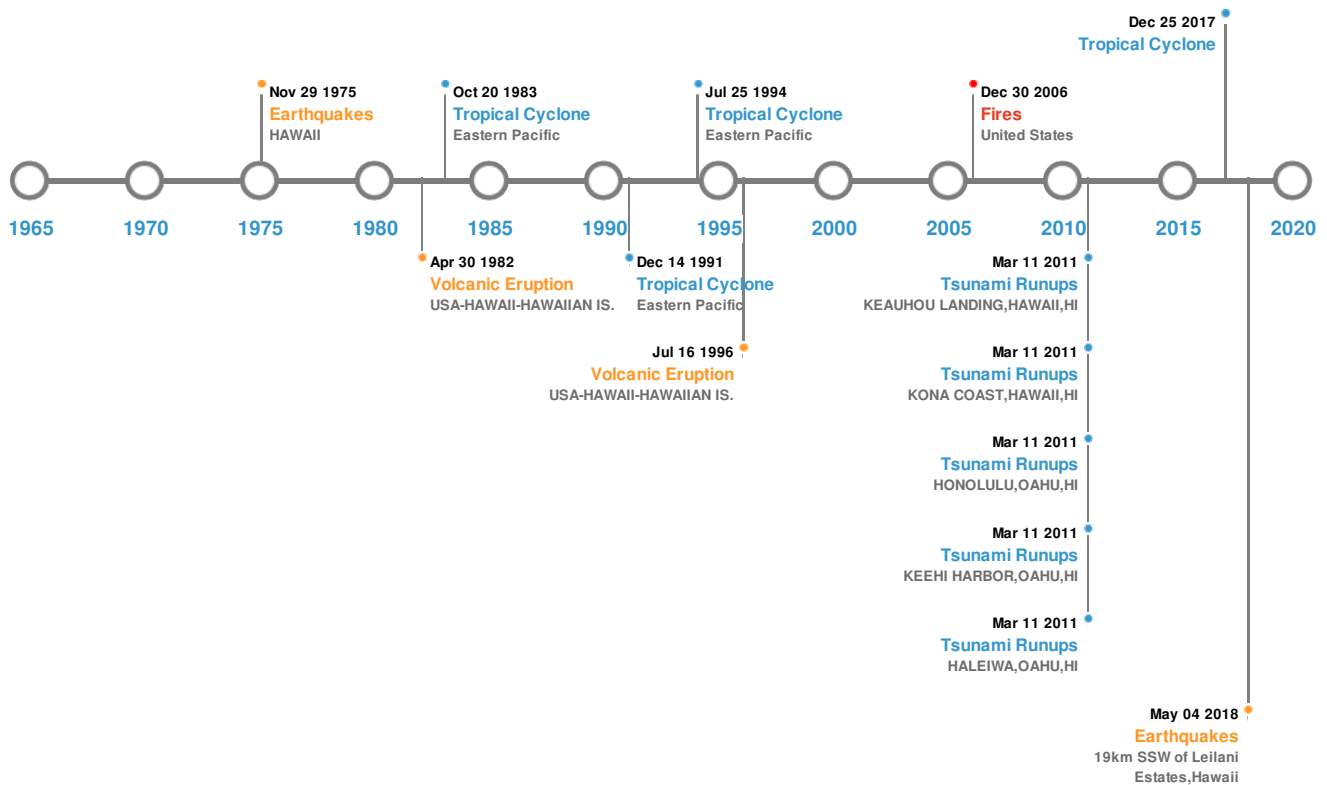 Dec 25 2017
Tropical Cyclone
Nov 29 1975
Earthquakes
HAWAII
Oct 20 1983
Tropical Cyclone
Eastern Pacific
Jul 25 1994
Tropical Cyclone
Eastern Pacific
Dec 30 2006
Fires
United States
1965 1970 1975 1980 1985 1990 1995 2000 2005 2010 2015 2020
Apr 30 1982
Volcanic Eruption
USA-HAWAII-HAWAIIAN IS.
Dec 14 1991
Tropical Cyclone
Eastern Pacific
Jul 16 1996
Volcanic Eruption
USA-HAWAII-HAWAIIAN IS.
Mar 11 2011
Tsunami Runups
KEAUHOU LANDING,HAWAII,HI
Mar 11 2011
Tsunami Runups
KONA COAST,HAWAII,HI
Mar 11 2011
Tsunami Runups
HONOLULU,OAHU,HI
Mar 11 2011
Tsunami Runups
KEEHI HARBOR,OAHU,HI
Mar 11 2011
Tsunami Runups
HALEIWA,OAHU,HI
May 04 2018
Earthquakes
19km SSW of Leilani
Estates,Hawaii